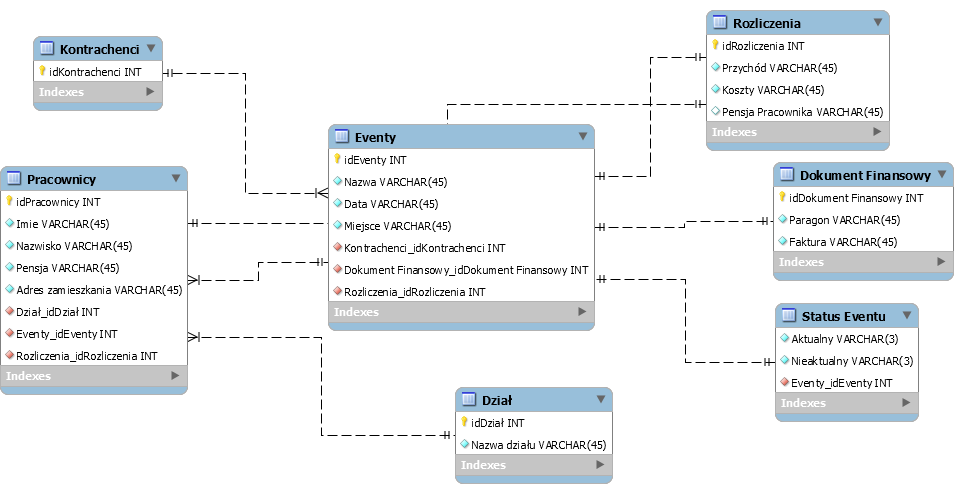 Kontrachenci
idKontrachenci INT
Indexes
Pracownicy
idPracownicy INT
Imie VARCHAR(45)
Nazwisko VARCHAR(45)
Pensja VARCHAR(45)
Adres zamieszkania VARCHAR(45)
Dział_idDział INT
Eventy_idEventy INT
Rozliczenia_idRozliczenia INT
Indexes
Eventy
idEventy INT
Nazwa VARCHAR(45)
Data VARCHAR(45)
Miejsce VARCHAR(45)
Kontrachenci_idKontrachenci INT
Dokument Finansowy_idDokument Finansowy INT
Rozliczenia_idRozliczenia INT
Indexes
Dział
idDział INT
Nazwa działu VARCHAR(45)
Indexes
Rozliczenia
idRozliczenia INT
Przychód VARCHAR(45)
Koszty VARCHAR(45)
Pensja Pracownika VARCHAR(45)
Indexes
Dokument Finansowy
idDokument Finansowy INT
Paragon VARCHAR(45)
Faktura VARCHAR(45)
Indexes
Status Eventu
Aktualny VARCHAR(3)
Nieaktualny VARCHAR(3)
Eventy_idEventy INT
Indexes